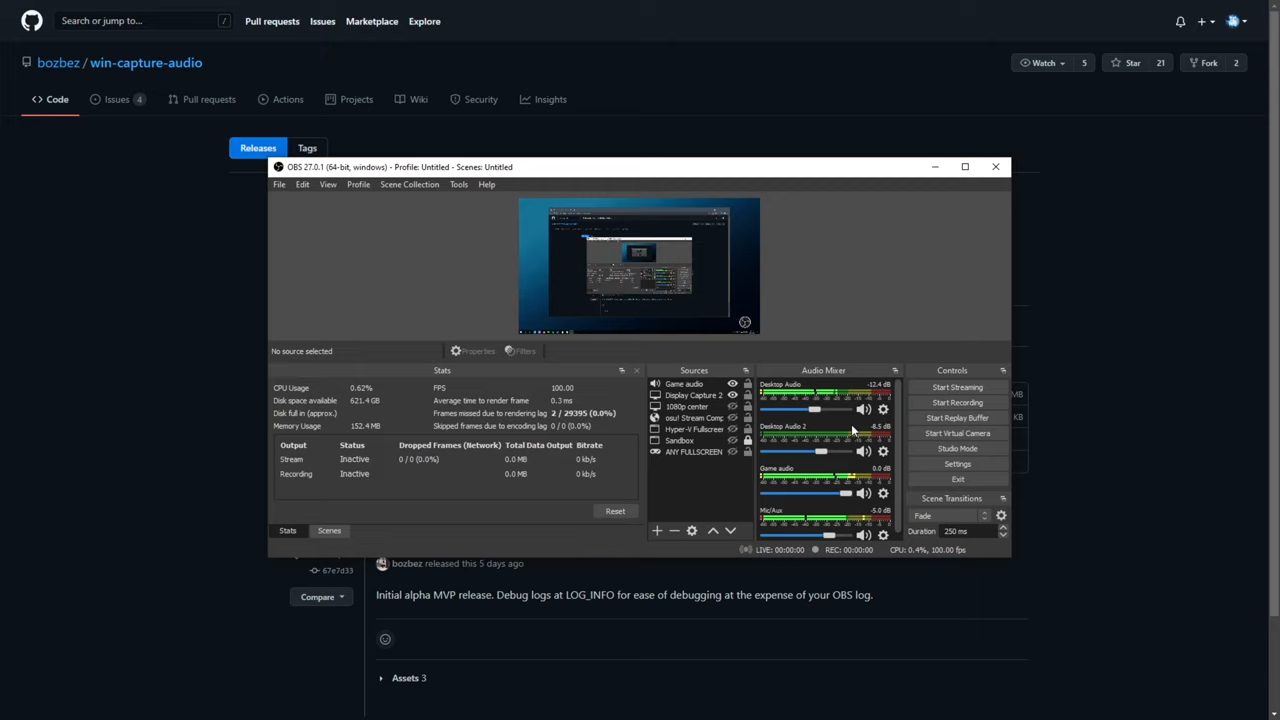 Search or jump to...
/
Pull requests
Issues
Marketplace
Explore
bozbez / win-capture-audio
Watch
5
Star
21
Fork
2
Code
Issues 4
Pull requests
Actions
Projects
Wiki
Security
Insights
Releases
Tags
OBS 27.0.1 (64-bit, windows) - Profile: Untitled - Scenes: Untitled
File
Edit
View
Profile
Scene Collection
Tools
Help
No source selected
Properties
Filters
Stats
Sources
Audio Mixer
Controls
CPU Usage 0.62%
FPS 100.00
Disk space available 621.4 GB
Average time to render frame 0.3 ms
Disk full in (approx.)
Frames missed due to rendering lag 2 / 29395 (0.0%)
Memory Usage 152.4 MB
Skipped frames due to encoding lag 0 / 0 (0.0%)
Output Status Dropped Frames (Network) Total Data Output Bitrate
Stream Inactive 0 / 0 (0.0%) 0.0 MB 0 kb/s
Recording Inactive 0.0 MB 0 kb/s
Reset
Stats
Scenes
Game audio
Display Capture 2
1080p center
osu! Stream Comp
Hyper-V Fullscreen
Sandbox
ANY FULLSCREEN
Desktop Audio -12.4 dB
Desktop Audio 2 -8.5 dB
Game audio 0.0 dB
Mic/Aux -5.0 dB
Start Streaming
Start Recording
Start Replay Buffer
Start Virtual Camera
Studio Mode
Settings
Exit
Scene Transitions
Fade
Duration 250 ms
LIVE: 00:00:00
REC: 00:00:00
CPU: 0.4%, 100.00 fps
MB
KB
67e7d33
Compare
bozbez released this 5 days ago
Initial alpha MVP release. Debug logs at LOG_INFO for ease of debugging at the expense of your OBS log.
Assets 3